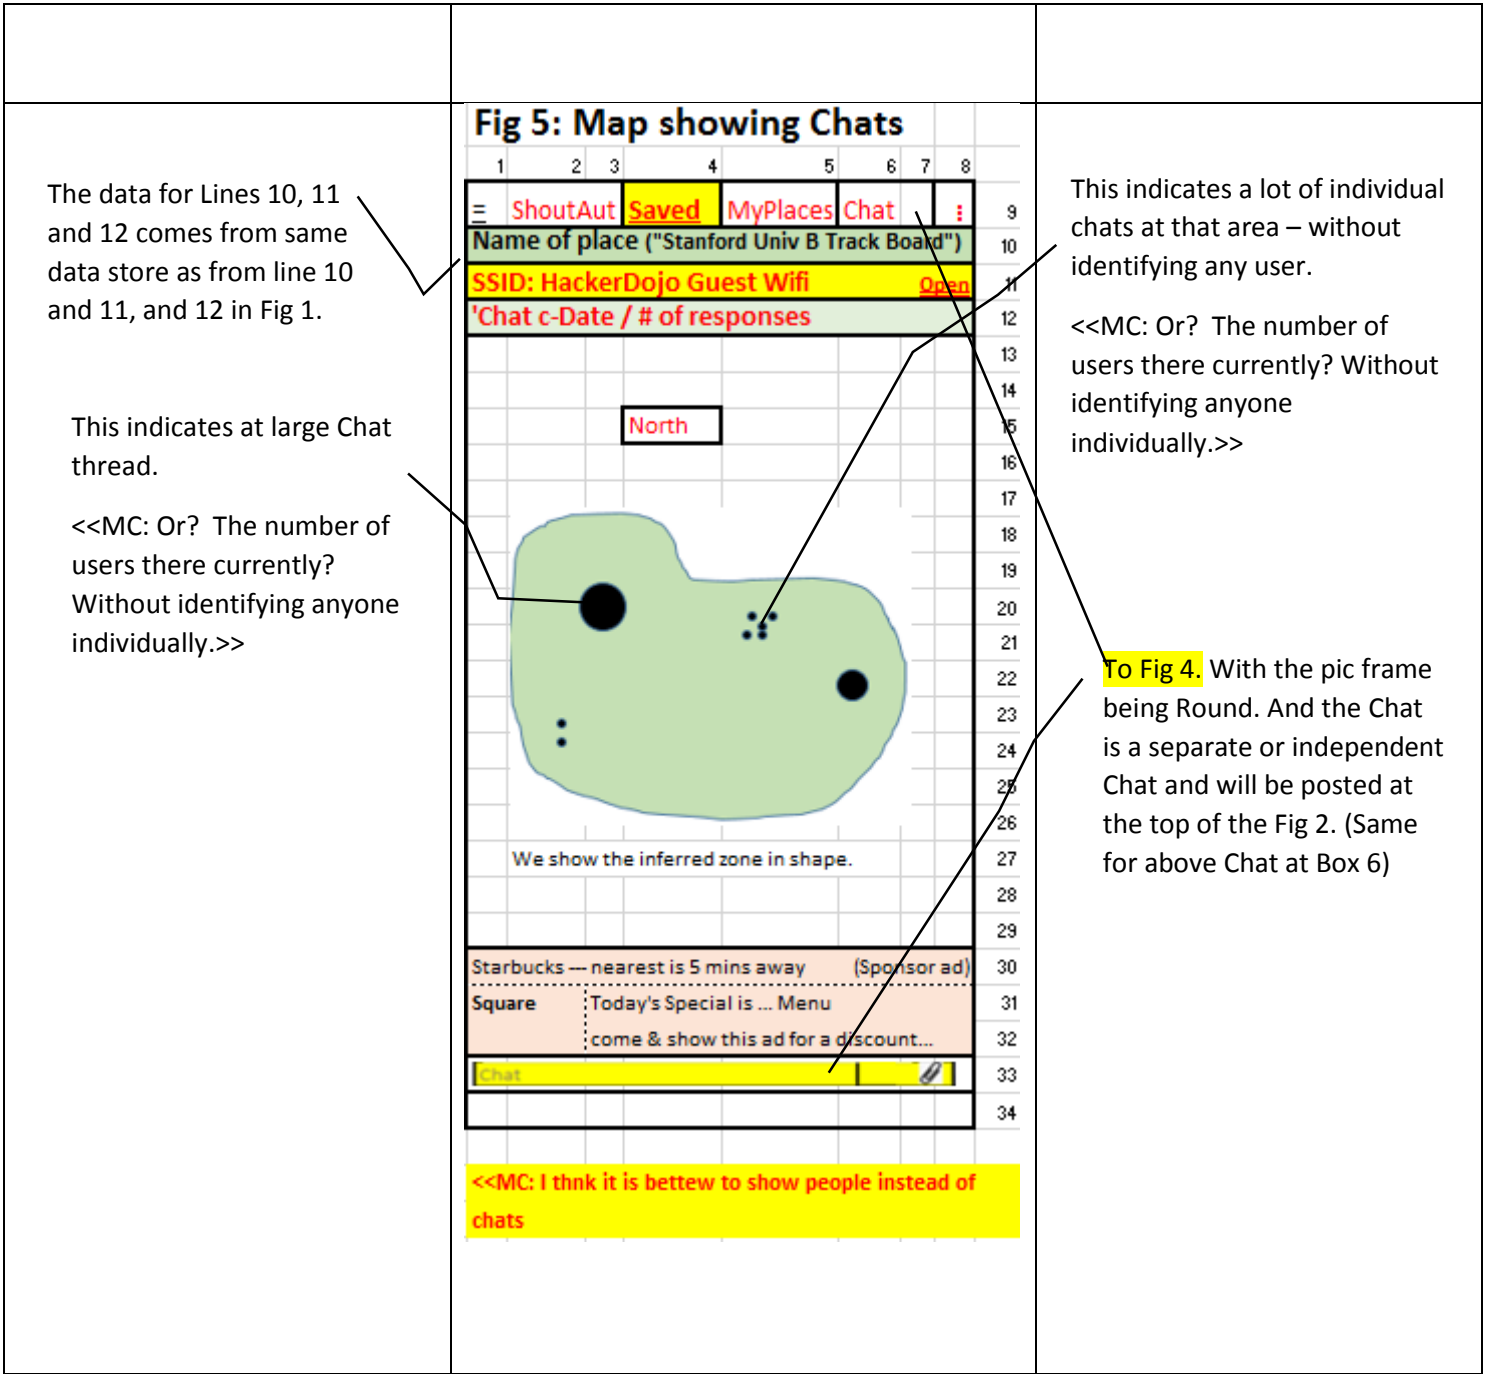 Fig 5: Map showing Chats
1 2 3 4 5 6 7 8
= ShoutAut Saved MyPlaces Chat ⋮ 9
Name of place ("Stanford Univ B Track Board") 10
SSID: HackerDojo Guest Wifi Open 11
'Chat c-Date / # of responses 12
13
14
North 15
16
17
18
19
20
21
22
23
24
25
26
We show the inferred zone in shape. 27
28
29
Starbucks --- nearest is 5 mins away (Sponsor ad) 30
Square Today's Special is ... Menu 31
come & show this ad for a discount... 32
Chat 33
34
<<MC: I thnk it is bettew to show people instead of
chats
The data for Lines 10, 11
and 12 comes from same
data store as from line 10
and 11, and 12 in Fig 1.
This indicates at large Chat
thread.
<<MC: Or? The number of
users there currently?
Without identifying anyone
individually.>>
This indicates a lot of individual
chats at that area – without
identifying any user.
<<MC: Or? The number of
users there currently? Without
identifying anyone
individually.>>
To Fig 4. With the pic frame
being Round. And the Chat
is a separate or independent
Chat and will be posted at
the top of the Fig 2. (Same
for above Chat at Box 6)